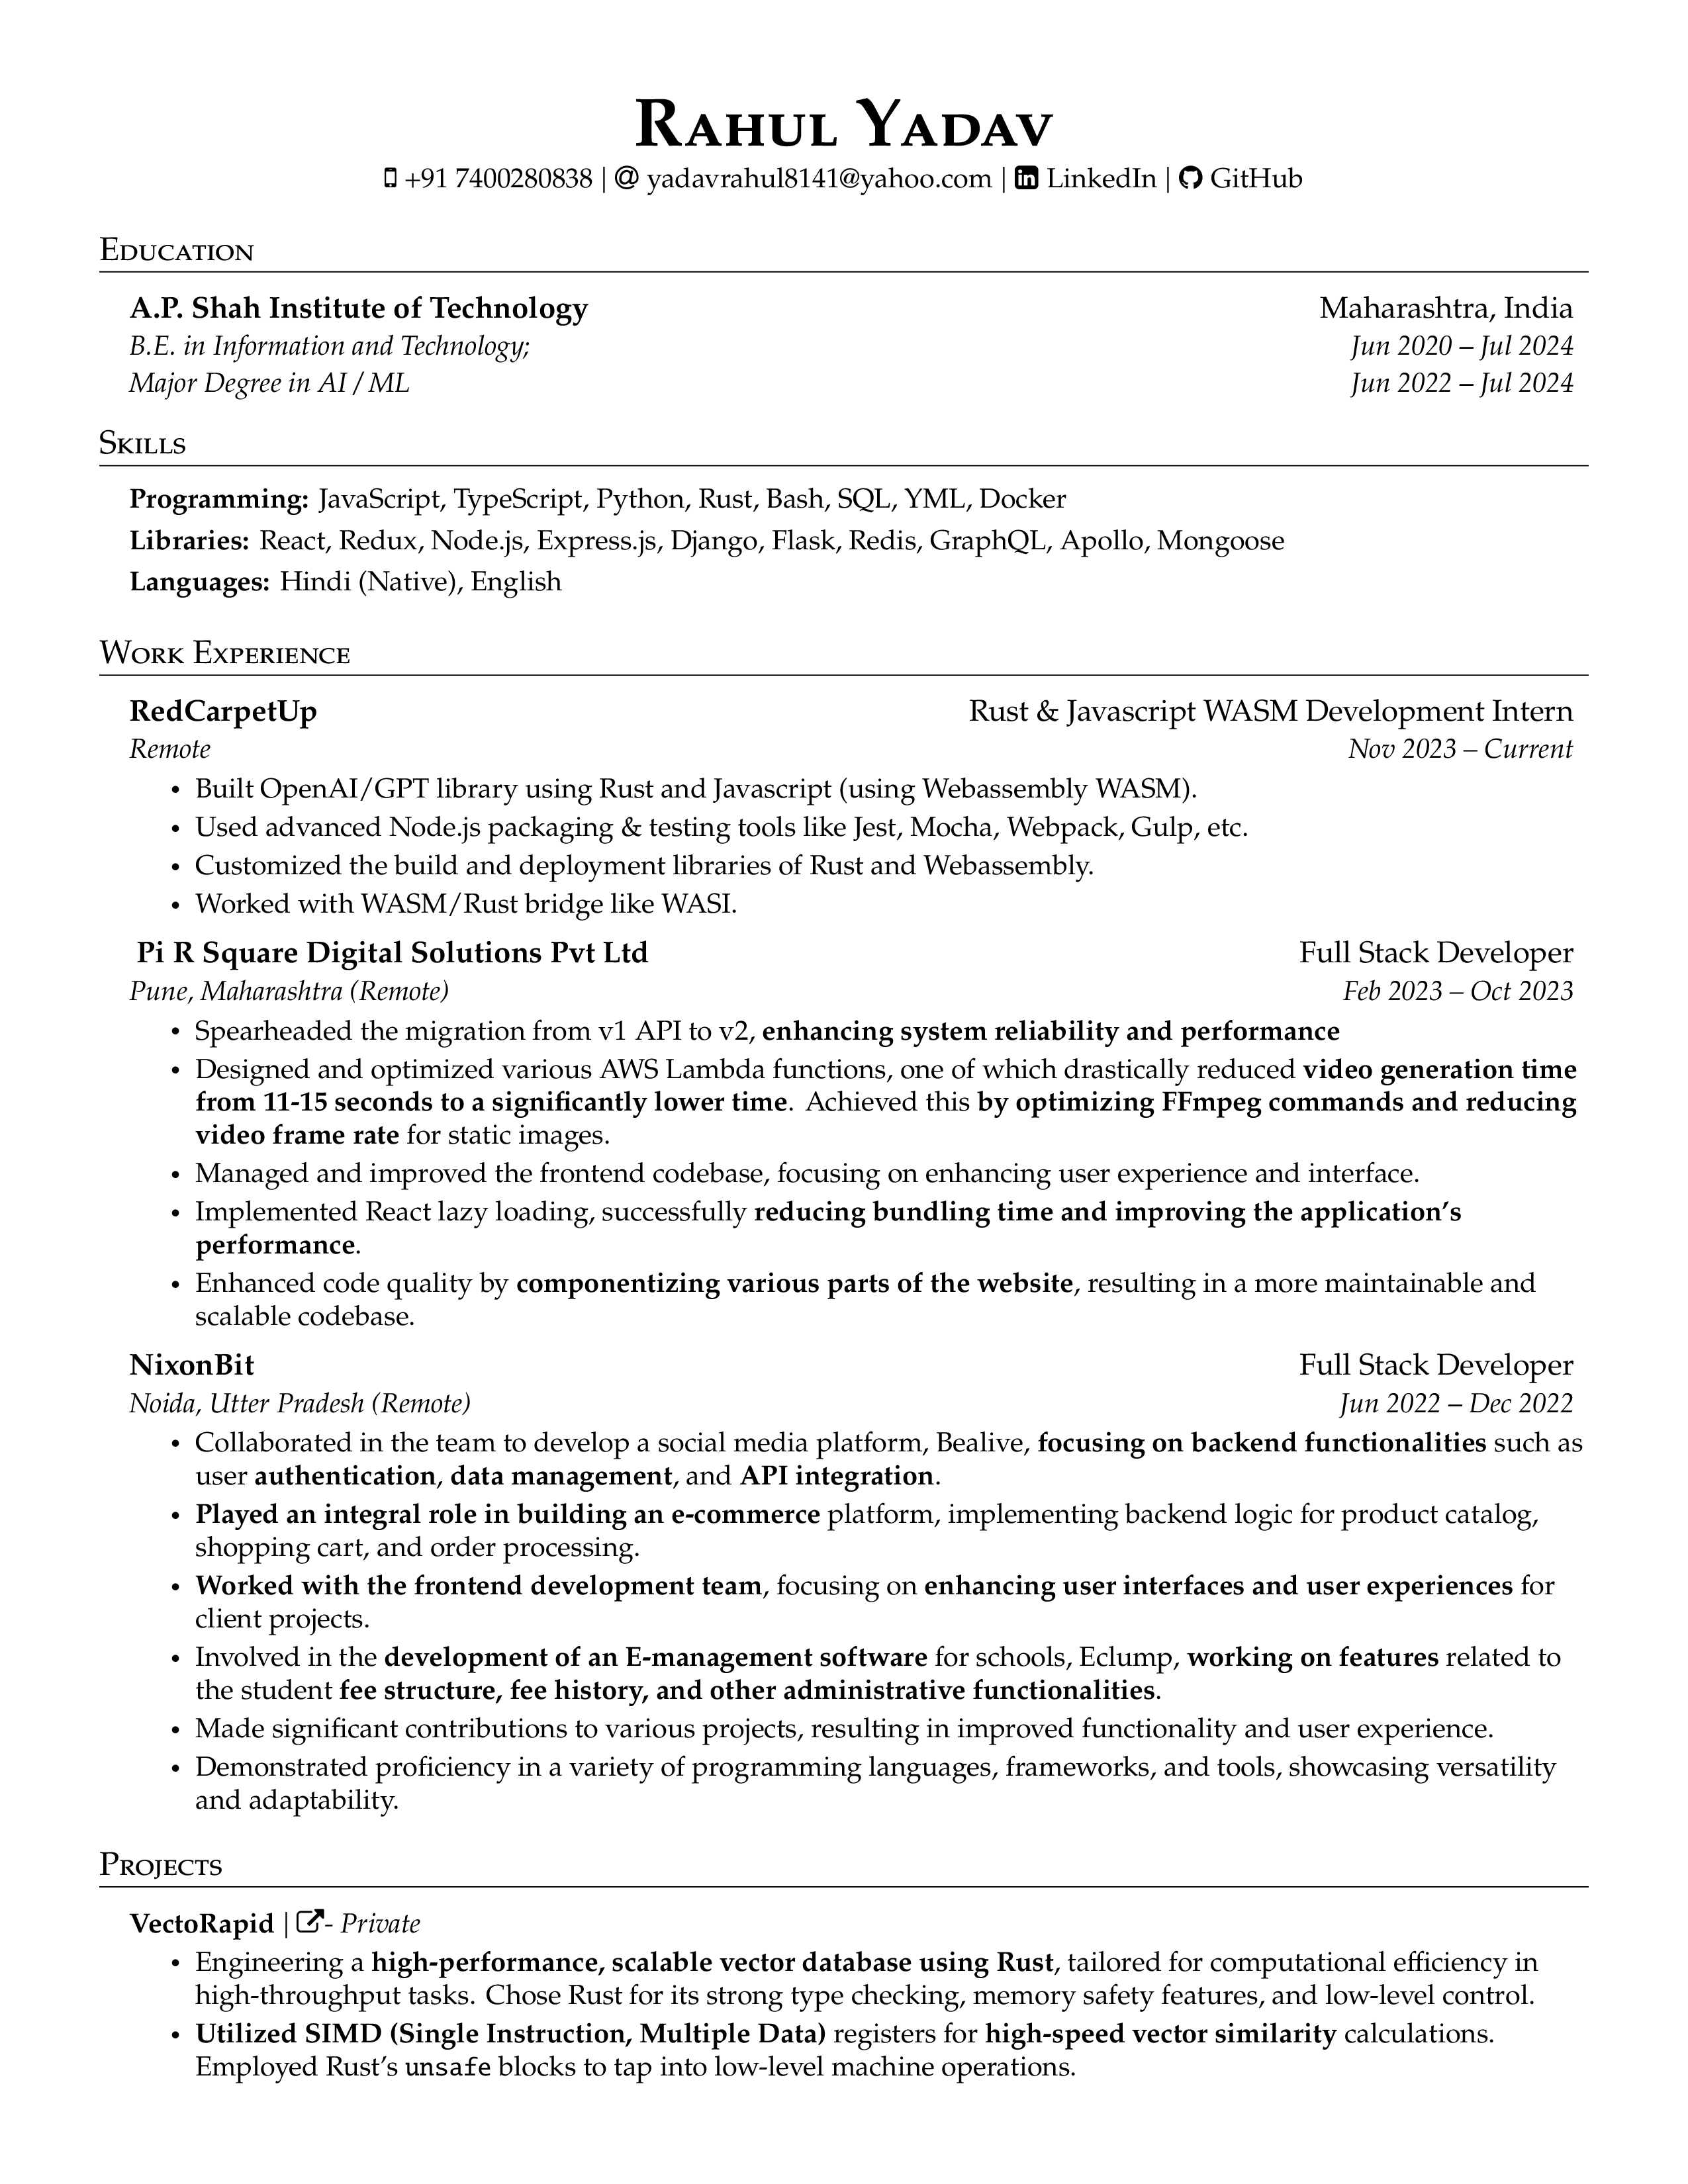 Rahul Yadav
+91 7400280838 | @ yadavrahul8141@yahoo.com | LinkedIn | GitHub
Education
A.P. Shah Institute of Technology Maharashtra, India
B.E. in Information and Technology; Jun 2020 – Jul 2024
Major Degree in AI / ML Jun 2022 – Jul 2024
Skills
Programming: JavaScript, TypeScript, Python, Rust, Bash, SQL, YML, Docker
Libraries: React, Redux, Node.js, Express.js, Django, Flask, Redis, GraphQL, Apollo, Mongoose
Languages: Hindi (Native), English
Work Experience
RedCarpetUp Rust & Javascript WASM Development Intern
Remote Nov 2023 – Current
• Built OpenAI/GPT library using Rust and Javascript (using Webassembly WASM).
• Used advanced Node.js packaging & testing tools like Jest, Mocha, Webpack, Gulp, etc.
• Customized the build and deployment libraries of Rust and Webassembly.
• Worked with WASM/Rust bridge like WASI.
Pi R Square Digital Solutions Pvt Ltd Full Stack Developer
Pune, Maharashtra (Remote) Feb 2023 – Oct 2023
• Spearheaded the migration from v1 API to v2, enhancing system reliability and performance
• Designed and optimized various AWS Lambda functions, one of which drastically reduced video generation time
from 11-15 seconds to a significantly lower time. Achieved this by optimizing FFmpeg commands and reducing
video frame rate for static images.
• Managed and improved the frontend codebase, focusing on enhancing user experience and interface.
• Implemented React lazy loading, successfully reducing bundling time and improving the application's
performance.
• Enhanced code quality by componentizing various parts of the website, resulting in a more maintainable and
scalable codebase.
NixonBit Full Stack Developer
Noida, Utter Pradesh (Remote) Jun 2022 – Dec 2022
• Collaborated in the team to develop a social media platform, Bealive, focusing on backend functionalities such as
user authentication, data management, and API integration.
• Played an integral role in building an e-commerce platform, implementing backend logic for product catalog,
shopping cart, and order processing.
• Worked with the frontend development team, focusing on enhancing user interfaces and user experiences for
client projects.
• Involved in the development of an E-management software for schools, Eclump, working on features related to
the student fee structure, fee history, and other administrative functionalities.
• Made significant contributions to various projects, resulting in improved functionality and user experience.
• Demonstrated proficiency in a variety of programming languages, frameworks, and tools, showcasing versatility
and adaptability.
Projects
VectoRapid | - Private
• Engineering a high-performance, scalable vector database using Rust, tailored for computational efficiency in
high-throughput tasks. Chose Rust for its strong type checking, memory safety features, and low-level control.
• Utilized SIMD (Single Instruction, Multiple Data) registers for high-speed vector similarity calculations.
Employed Rust's unsafe blocks to tap into low-level machine operations.